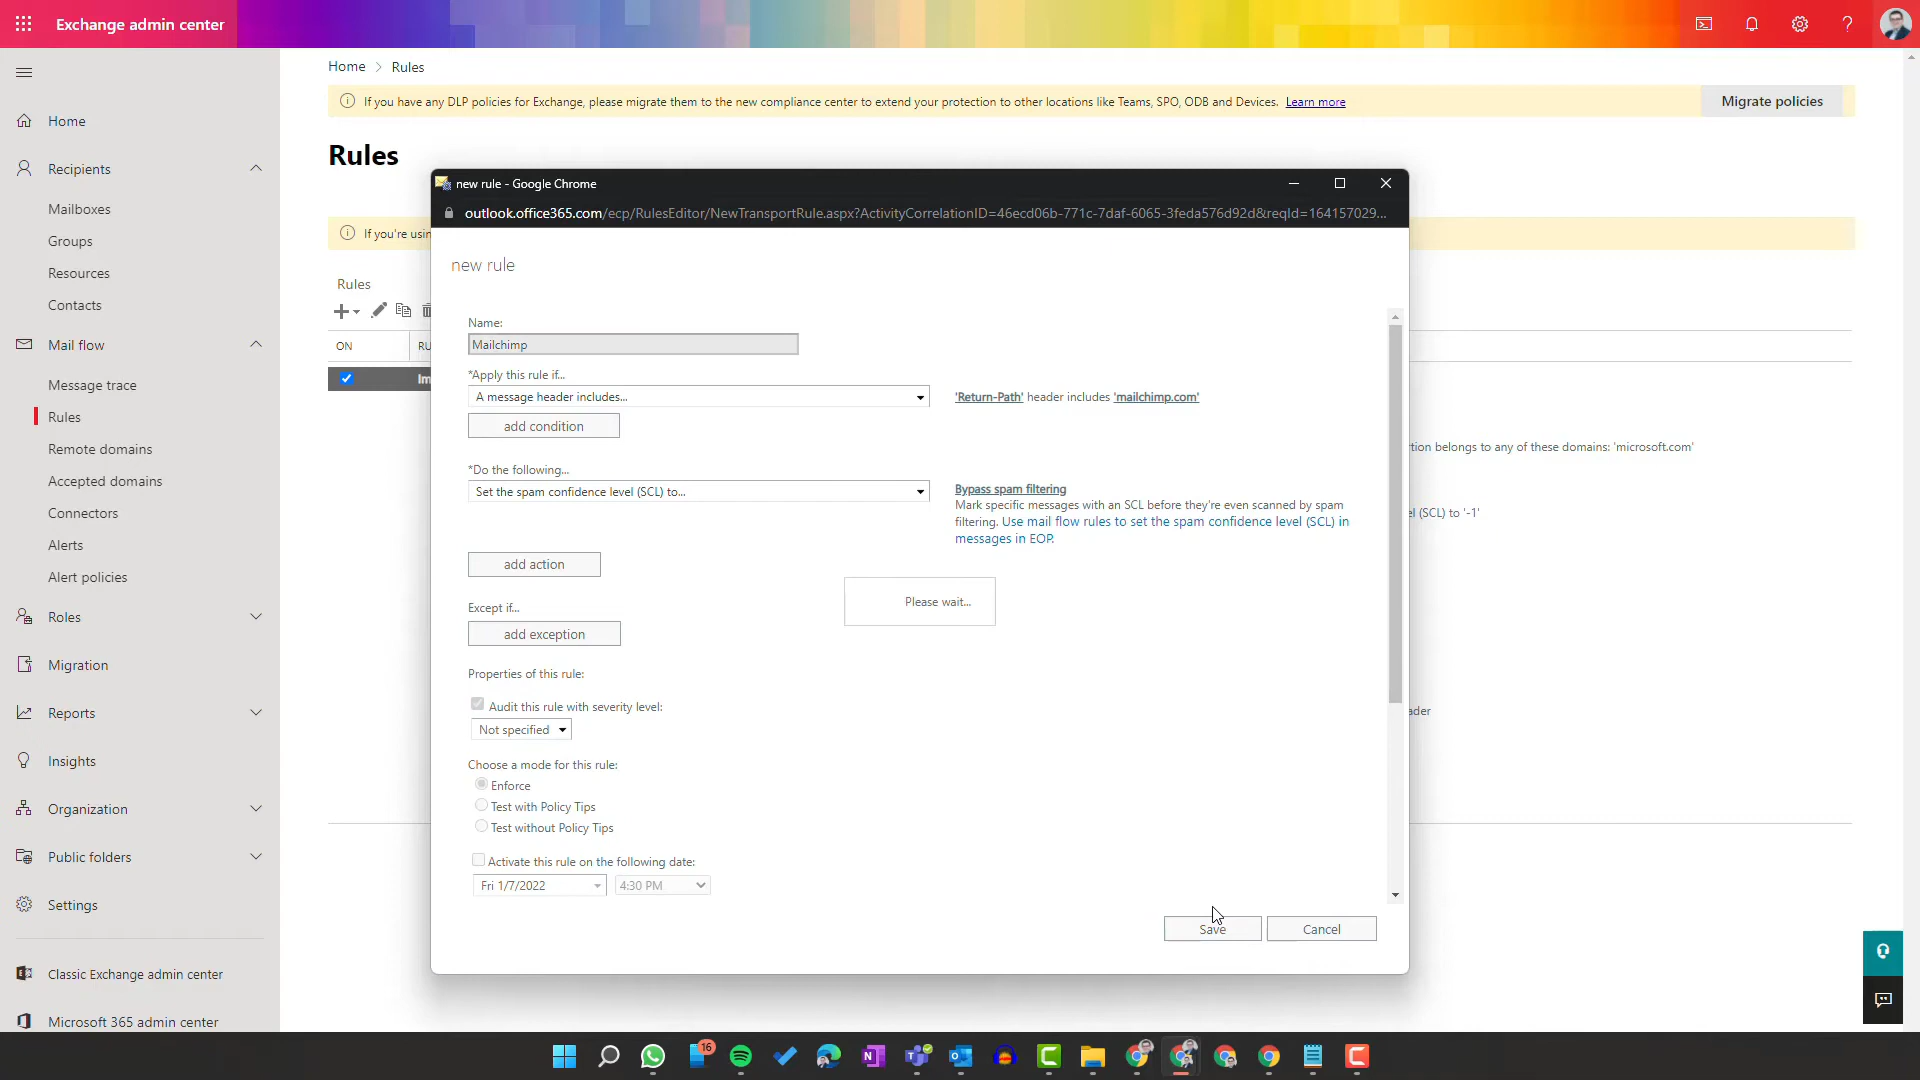 Exchange admin center
Home > Rules
If you have any DLP policies for Exchange, please migrate them to the new compliance center to extend your protection to other locations like Teams, SPO, ODB and Devices. Learn more
Migrate policies
Home
Recipients
Mailboxes
Groups
Resources
Contacts
Mail flow
Message trace
Rules
Remote domains
Accepted domains
Connectors
Alerts
Alert policies
Roles
Migration
Reports
Insights
Organization
Public folders
Settings
Classic Exchange admin center
Microsoft 365 admin center
Rules
If you're usin
Rules
ON
RU
Im
new rule - Google Chrome
outlook.office365.com/ecp/RulesEditor/NewTransportRule.aspx?ActivityCorrelationID=46ecd06b-771c-7daf-6065-3feda576d92d&reqId=164157029...
new rule
Name:
Mailchimp
*Apply this rule if...
A message header includes...
'Return-Path' header includes 'mailchimp.com'
add condition
*Do the following...
Set the spam confidence level (SCL) to...
Bypass spam filtering
Mark specific messages with an SCL before they're even scanned by spam
filtering. Use mail flow rules to set the spam confidence level (SCL) in
messages in EOP.
add action
Please wait...
Except if...
add exception
Properties of this rule:
Audit this rule with severity level:
Not specified
Choose a mode for this rule:
Enforce
Test with Policy Tips
Test without Policy Tips
Activate this rule on the following date:
Fri 1/7/2022
4:30 PM
Save
Cancel
tion belongs to any of these domains: 'microsoft.com'
el (SCL) to '-1'
ader
16